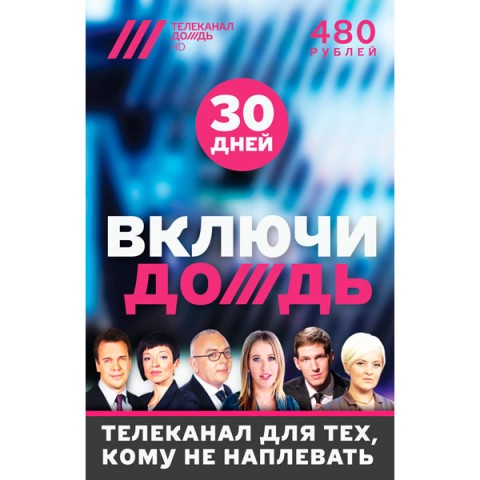 ТЕЛЕКАНАЛ
ДОЖДЬ
HD
480
РУБЛЕЙ
30
ДНЕЙ
ВКЛЮЧИ
ДОЖДЬ
ТЕЛЕКАНАЛ ДЛЯ ТЕХ,
КОМУ НЕ НАПЛЕВАТЬ